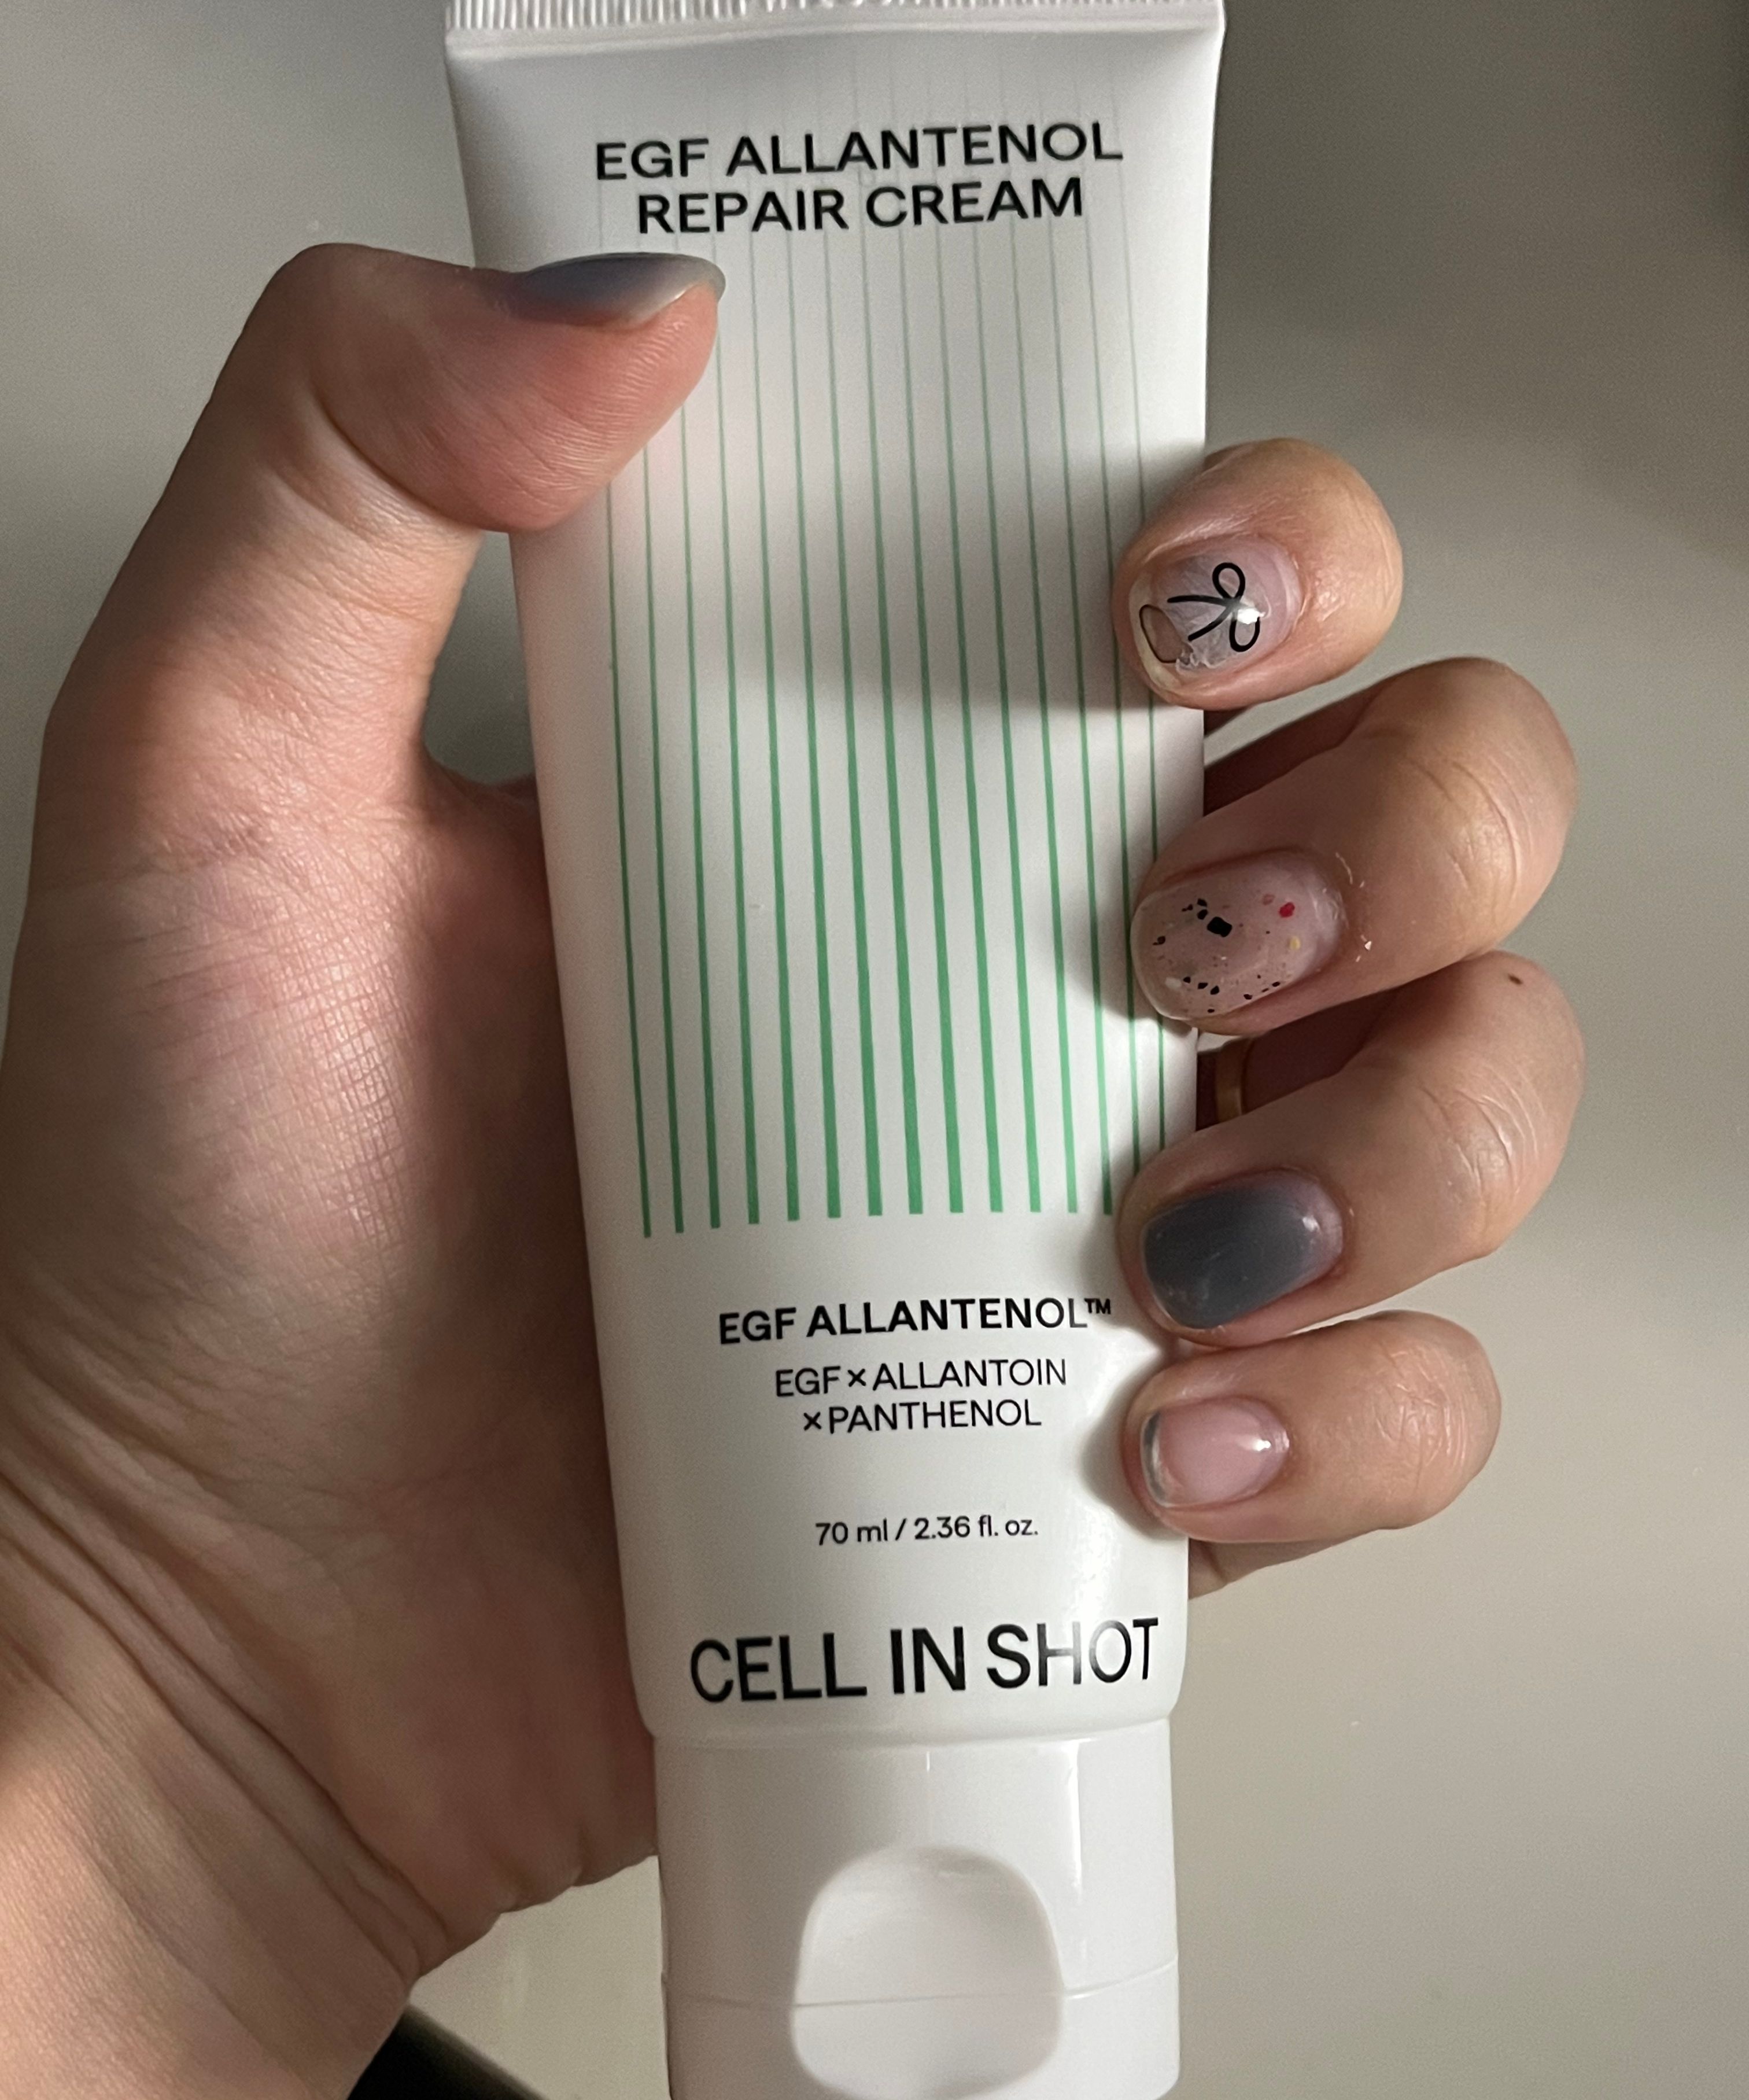 EGF ALLANTENOL
REPAIR CREAM
EGF ALLANTENOL™
EGF×ALLANTOIN
×PANTHENOL
70 ml / 2.36 fl. oz.
CELL IN SHOT